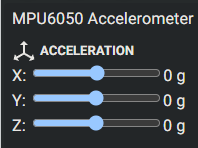 MPU6050 Accelerometer
ACCELERATION
X: 0 g
Y: 0 g
Z: 0 g